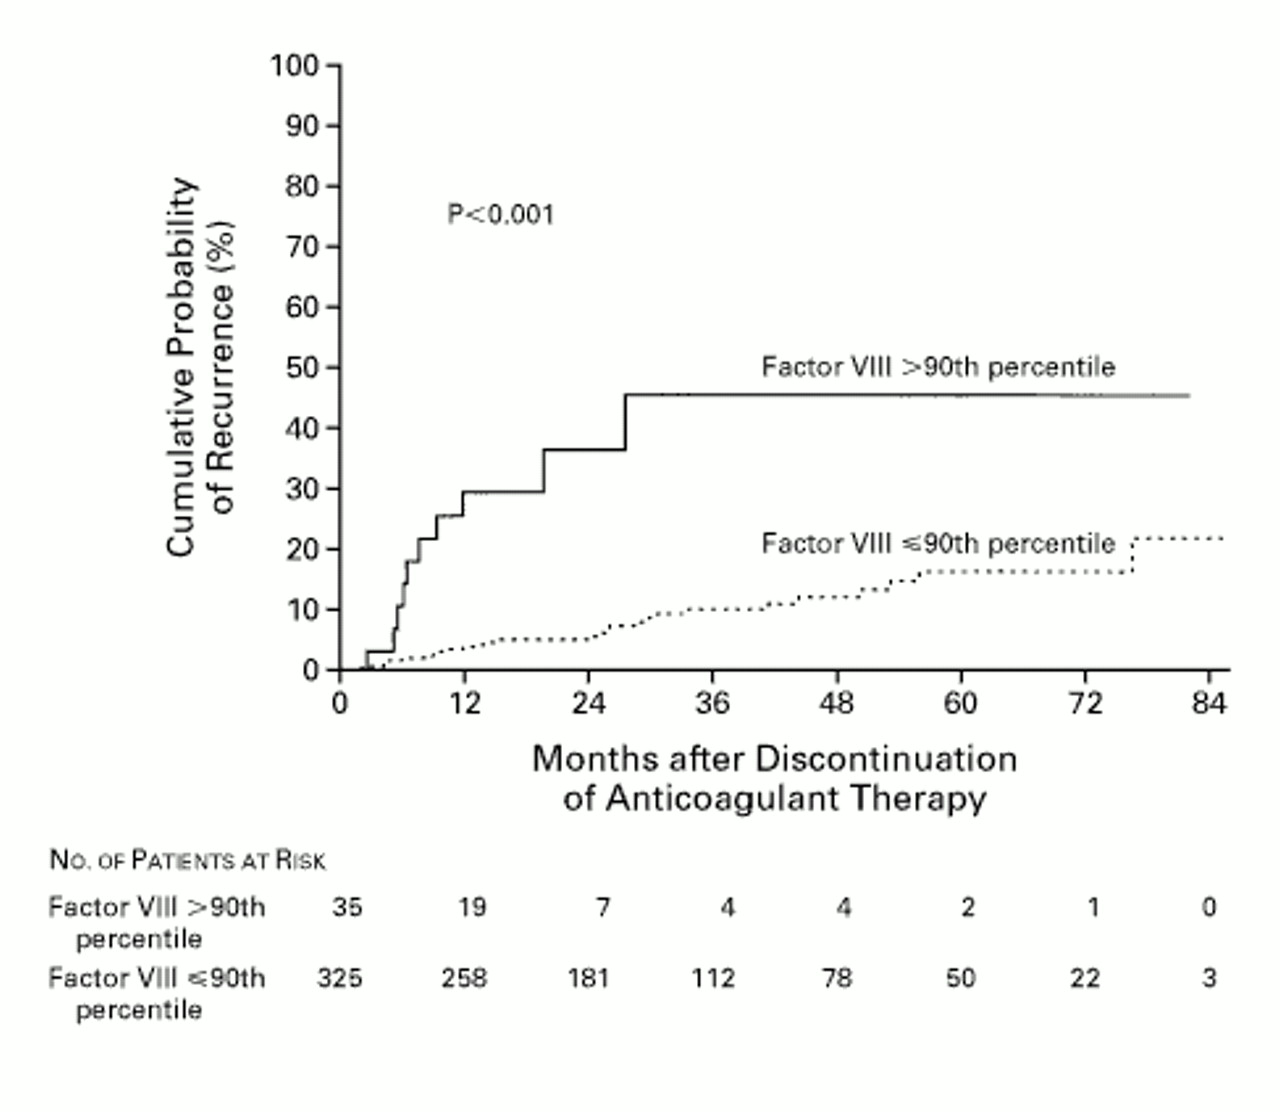 100
90
80
70
60
50
40
30
20
10
0
Cumulative Probability
of Recurrence (%)
P<0.001
Factor VIII >90th percentile
Factor VIII ≤90th percentile
0 12 24 36 48 60 72 84
Months after Discontinuation
of Anticoagulant Therapy
NO. OF PATIENTS AT RISK
Factor VIII >90th 35 19 7 4 4 2 1 0
percentile
Factor VIII ≤90th 325 258 181 112 78 50 22 3
percentile